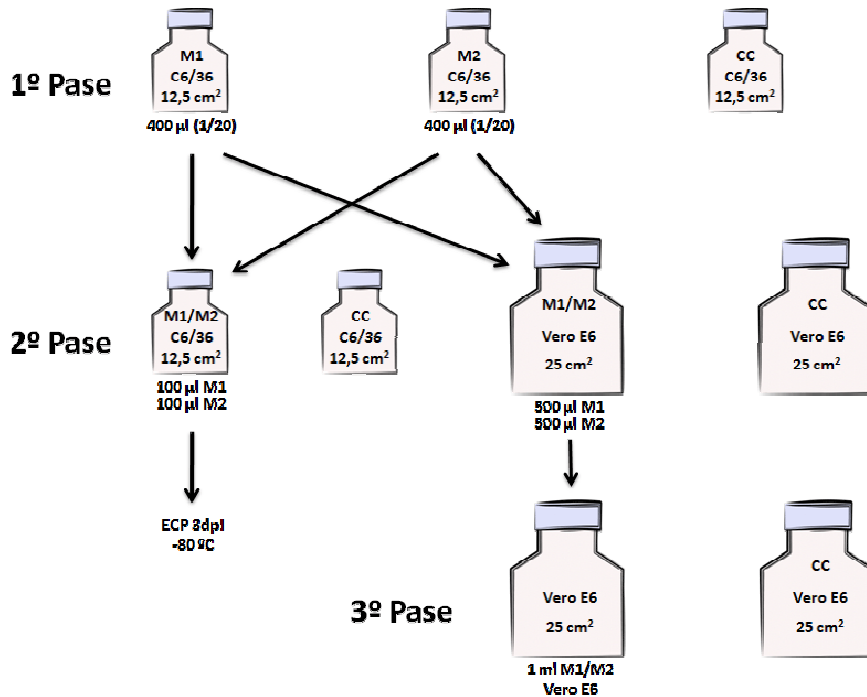 1º Pase
M1
C6/36
12,5 cm²
400 µl (1/20)
M2
C6/36
12,5 cm²
400 µl (1/20)
CC
C6/36
12,5 cm²
2º Pase
M1/M2
C6/36
12,5 cm²
100 µl M1
100 µl M2
CC
C6/36
12,5 cm²
M1/M2
Vero E6
25 cm²
500 µl M1
500 µl M2
CC
Vero E6
25 cm²
ECP 8dpI
-80 ºC
3º Pase
Vero E6
25 cm²
1 ml M1/M2
Vero E6
CC
Vero E6
25 cm²